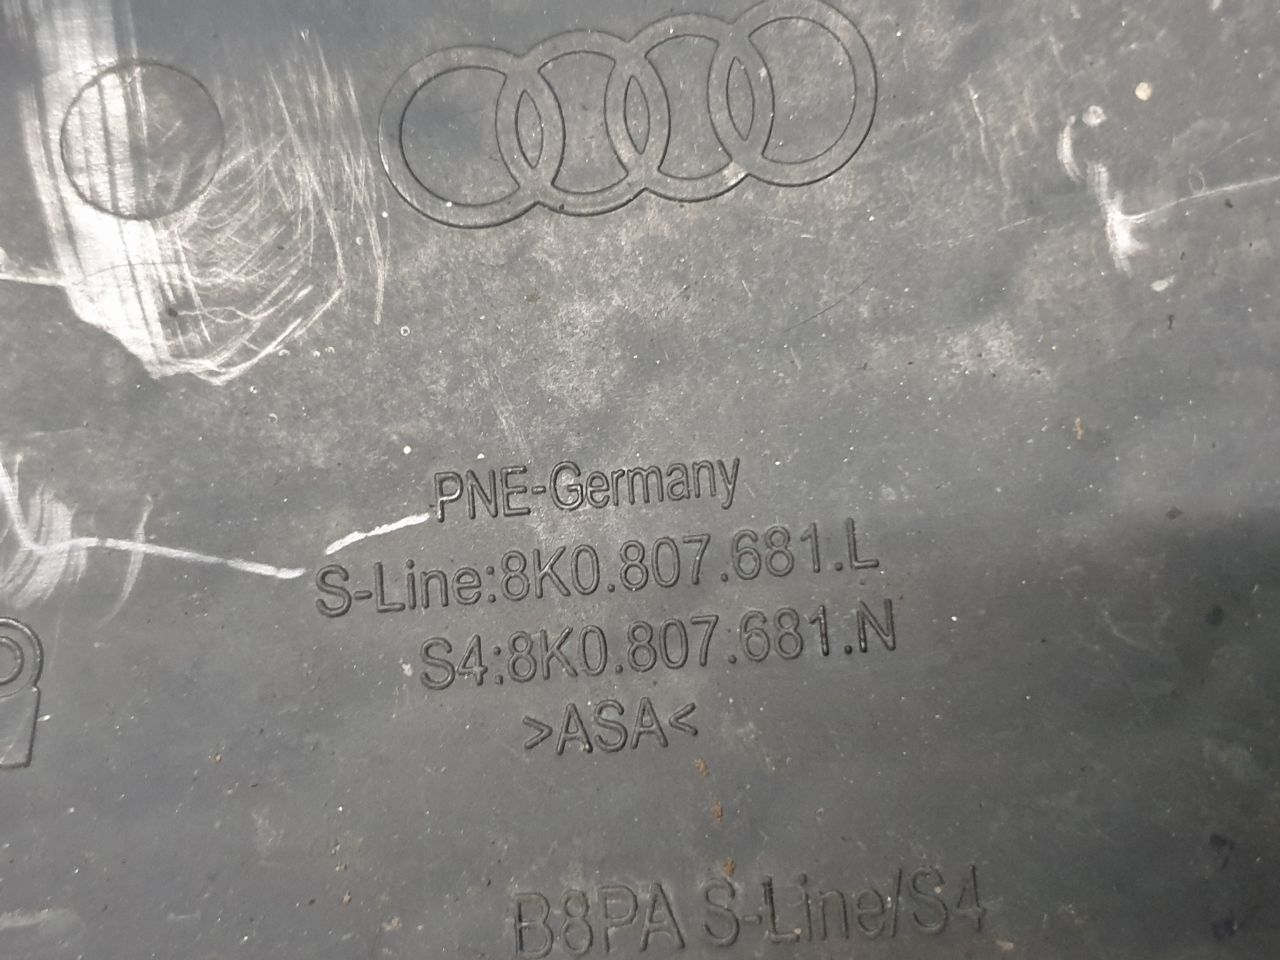 PNE-Germany
S-Line:8K0.807.681.L
S4:8K0.807.681.N
>ASA<
B8PA S-Line/S4